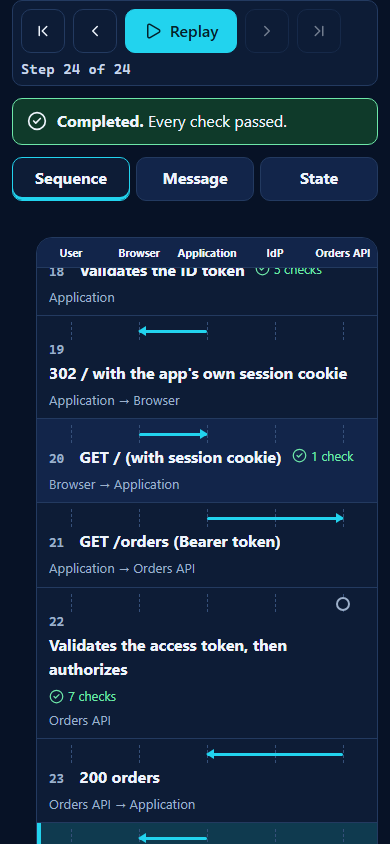 Replay
Step 24 of 24
Completed. Every check passed.
Sequence Message State
User Browser Application IdP Orders API
18 Validates the ID token 5 checks
Application
19
302 / with the app's own session cookie
Application → Browser
20 GET / (with session cookie) 1 check
Browser → Application
21 GET /orders (Bearer token)
Application → Orders API
22
Validates the access token, then
authorizes
7 checks
Orders API
23 200 orders
Orders API → Application